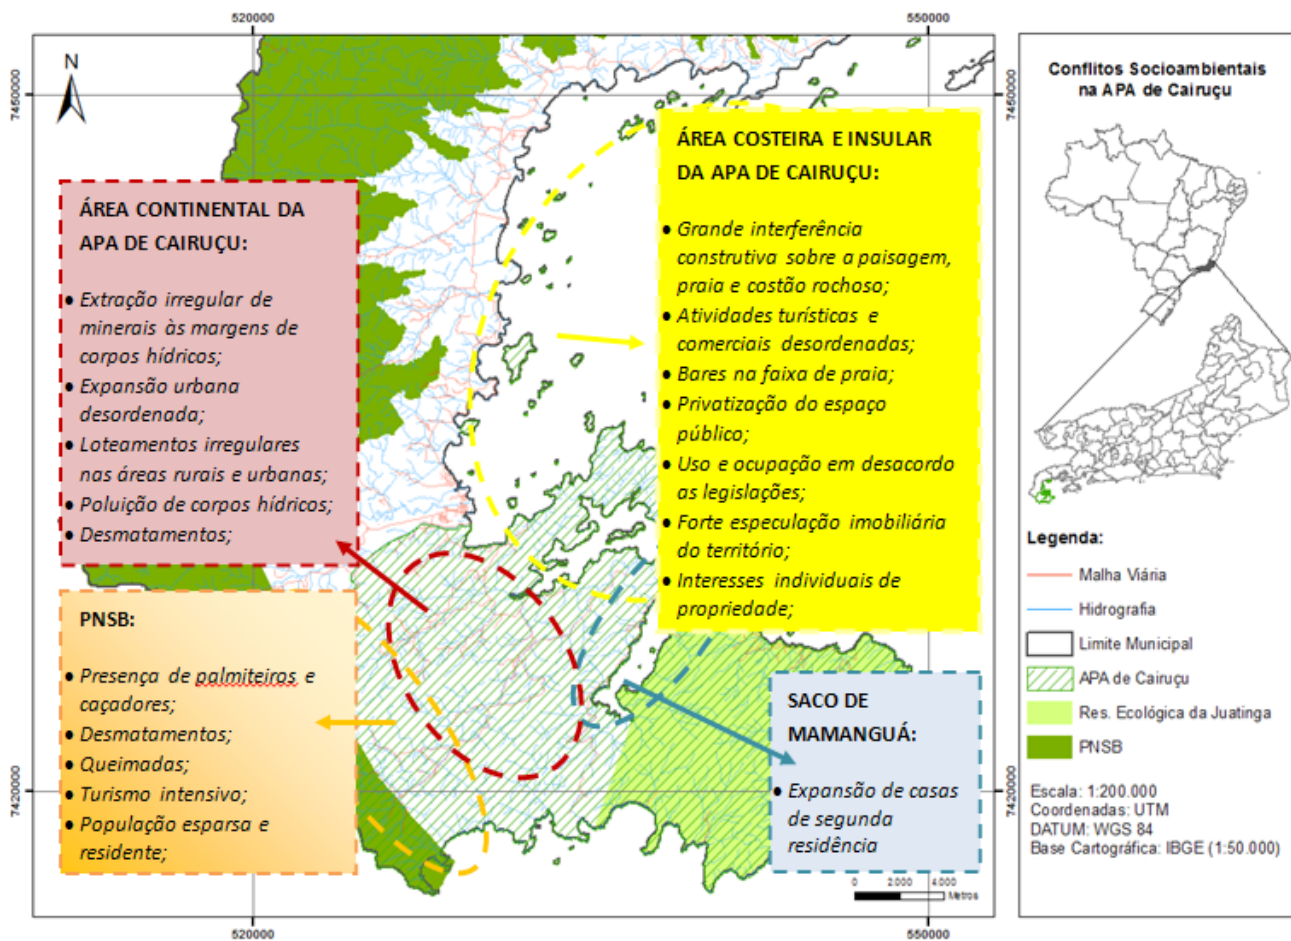 520000
550000
7460000
7460000
N
ÁREA CONTINENTAL DA
APA DE CAIRUÇU:
• Extração irregular de
minerais às margens de
corpos hídricos;
• Expansão urbana
desordenada;
• Loteamentos irregulares
nas áreas rurais e urbanas;
• Poluição de corpos hídricos;
• Desmatamentos;
ÁREA COSTEIRA E INSULAR
DA APA DE CAIRUÇU:
• Grande interferência
construtiva sobre a paisagem,
praia e costão rochoso;
• Atividades turísticas e
comerciais desordenadas;
• Bares na faixa de praia;
• Privatização do espaço
público;
• Uso e ocupação em desacordo
as legislações;
• Forte especulação imobiliária
do território;
• Interesses individuais de
propriedade;
PNSB:
• Presença de palmiteiros e
caçadores;
• Desmatamentos;
• Queimadas;
• Turismo intensivo;
• População esparsa e
residente;
SACO DE
MAMANGUÁ:
• Expansão de casas
de segunda
residência
7420000
7420000
0 2.000 4.000
Metros
520000
550000
Conflitos Socioambientais
na APA de Cairuçu
Legenda:
Malha Viária
Hidrografia
Limite Municipal
APA de Cairuçu
Res. Ecológica da Juatinga
PNSB
Escala: 1:200.000
Coordenadas: UTM
DATUM: WGS 84
Base Cartográfica: IBGE (1:50.000)